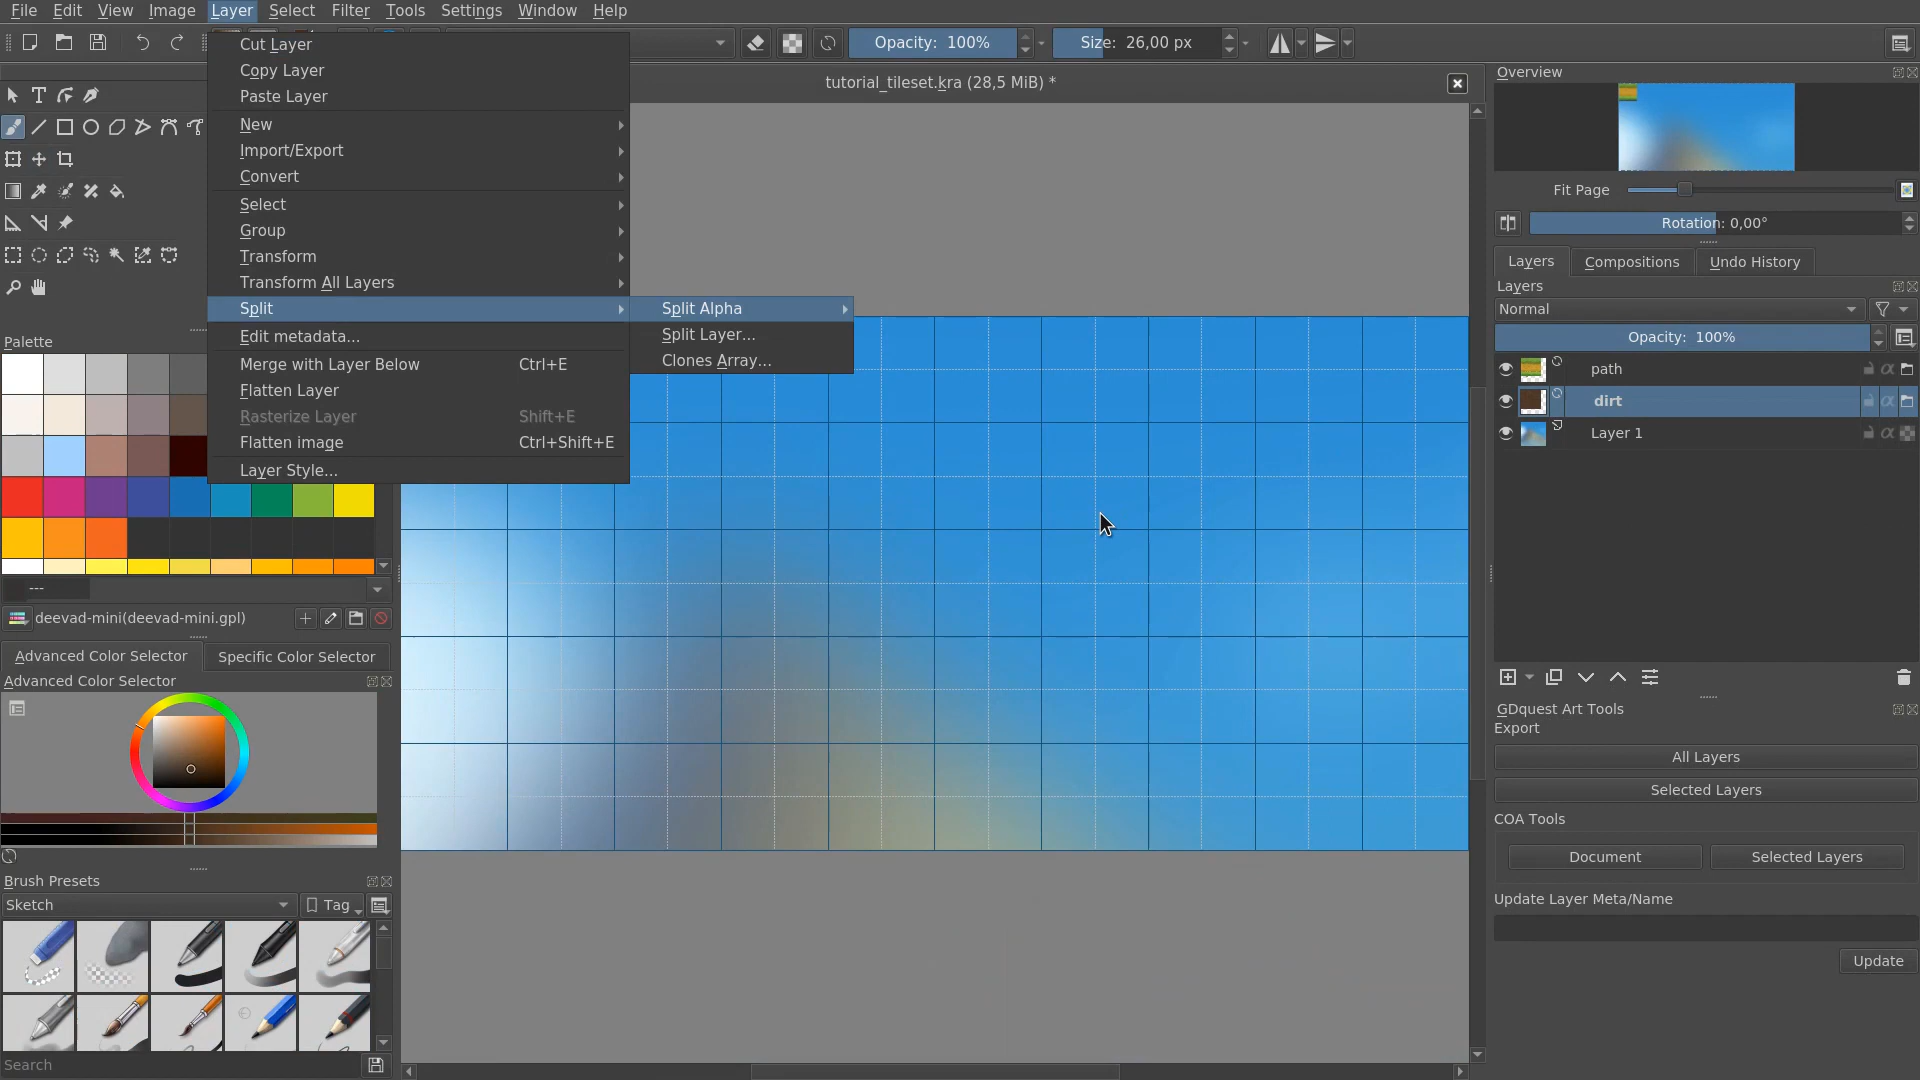 File Edit View Image Layer Select Filter Tools Settings Window Help
Opacity: 100%
Size: 26,00 px
tutorial_tileset.kra (28,5 MiB) *
Cut Layer
Copy Layer
Paste Layer
New
Import/Export
Convert
Select
Group
Transform
Transform All Layers
Split
Edit metadata...
Merge with Layer Below Ctrl+E
Flatten Layer
Rasterize Layer Shift+E
Flatten image Ctrl+Shift+E
Layer Style...
Split Alpha
Split Layer...
Clones Array...
Palette
---
deevad-mini(deevad-mini.gpl)
Advanced Color Selector Specific Color Selector
Advanced Color Selector
Brush Presets
Sketch Tag
Search
Overview
Fit Page
Rotation: 0,00°
Layers Compositions Undo History
Layers
Normal
Opacity: 100%
path
dirt
Layer 1
GDquest Art Tools
Export
All Layers
Selected Layers
COA Tools
Document Selected Layers
Update Layer Meta/Name
Update